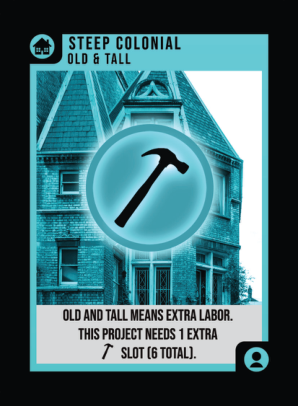 STEEP COLONIAL
OLD & TALL
OLD AND TALL MEANS EXTRA LABOR.
THIS PROJECT NEEDS 1 EXTRA
SLOT (6 TOTAL).